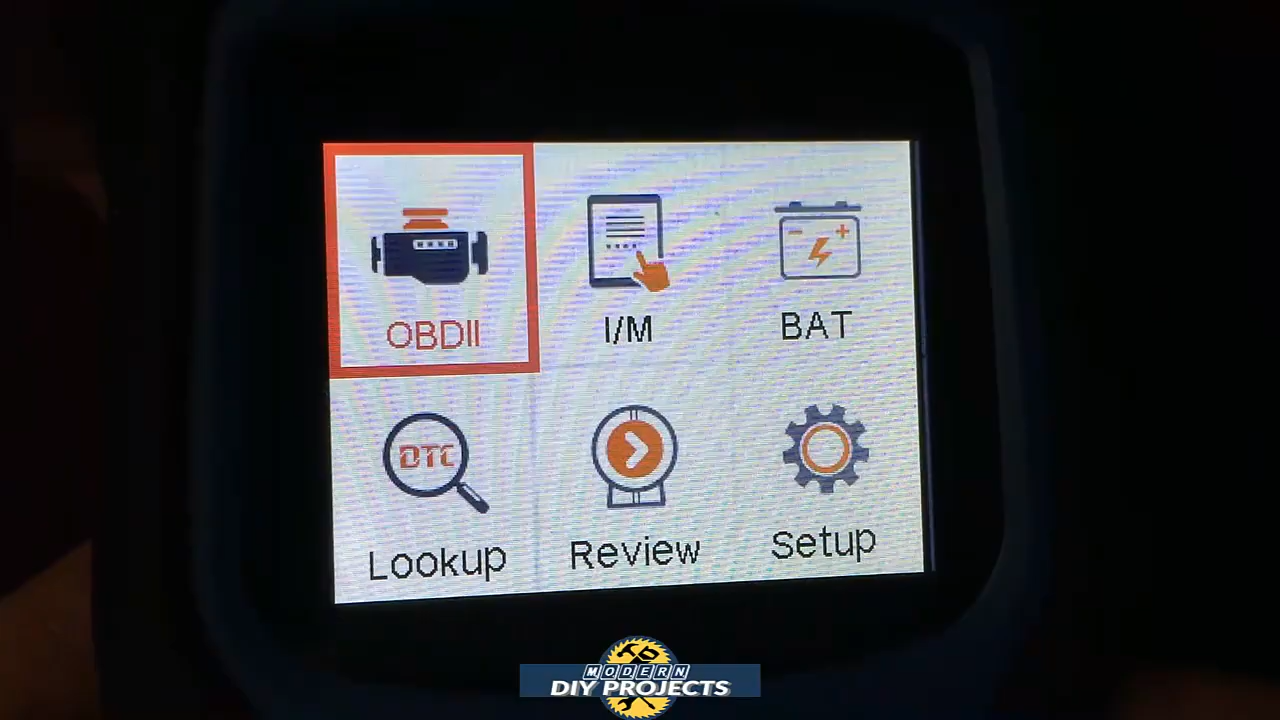 OBDII
I/M
BAT
DTC
Lookup
Review
Setup
MODERN
DIY PROJECTS